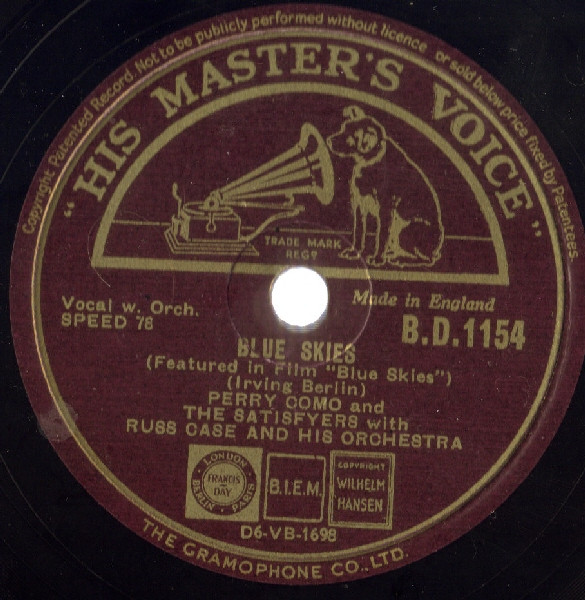 Copyright Patented Record. Not to be publicly performed without licence or sold below price fixed by Patentees.
"HIS MASTER'S VOICE"
TRADE MARK
REGD
Vocal w. Orch.
SPEED 78
Made in England
B.D.1154
BLUE SKIES
(Featured in Film "Blue Skies")
(Irving Berlin)
PERRY COMO and
THE SATISFYERS with
RUSS CASE AND HIS ORCHESTRA
LONDON
FRANCIS
DAY
BERLIN PARIS
B.I.E.M.
COPYRIGHT
WILHELM
HANSEN
D6-VB-1698
THE GRAMOPHONE CO., LTD.